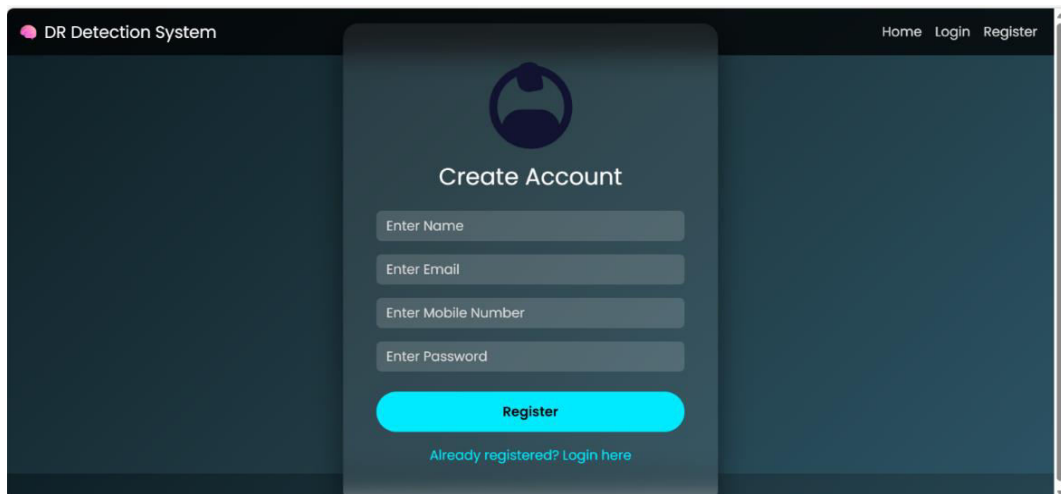 DR Detection System
Home Login Register
Create Account
Enter Name
Enter Email
Enter Mobile Number
Enter Password
Register
Already registered? Login here